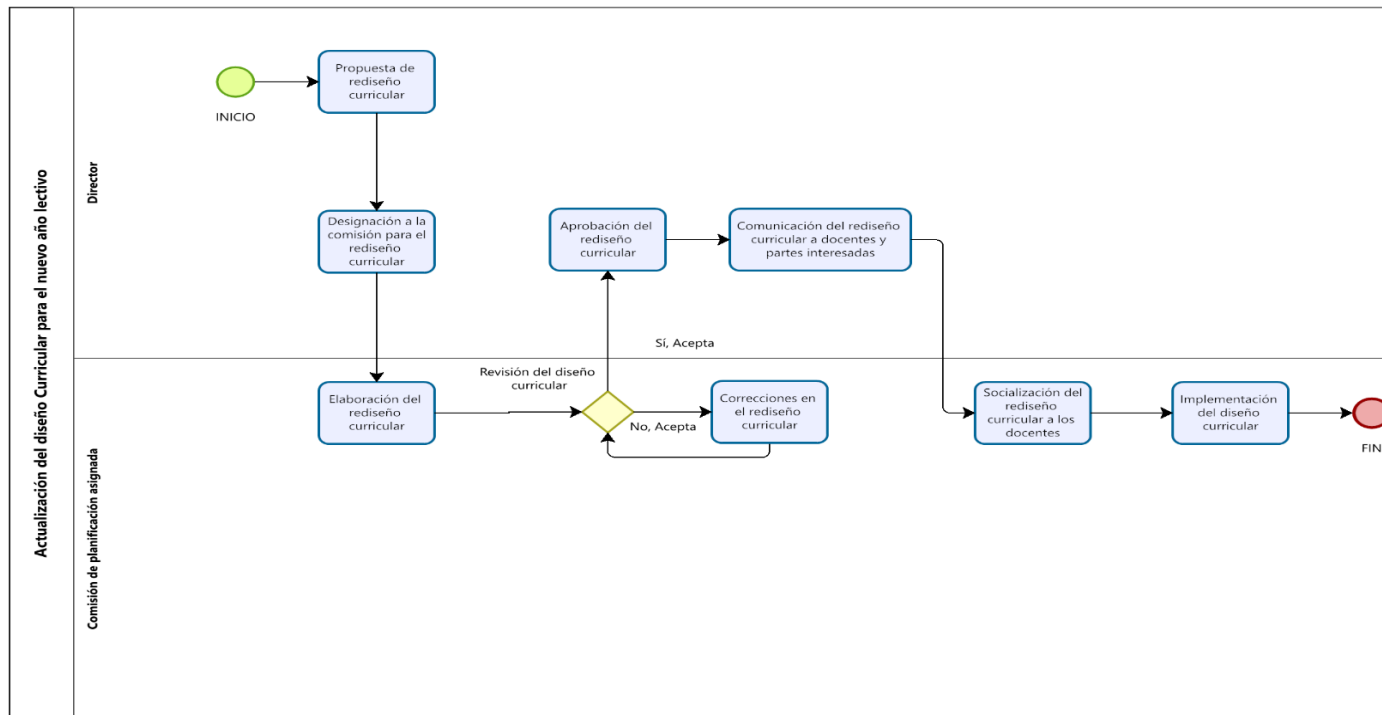 Actualización del diseño Curricular para el nuevo año lectivo
Director
INICIO
Propuesta de
rediseño
curricular
Designación a la
comisión para el
rediseño
curricular
Aprobación del
rediseño
curricular
Comunicación del rediseño
curricular a docentes y
partes interesadas
Sí, Acepta
Comisión de planificación asignada
Elaboración del
rediseño
curricular
Revisión del diseño
curricular
No, Acepta
Correcciones en
el rediseño
curricular
Socialización del
rediseño
curricular a los
docentes
Implementación
del diseño
curricular
FIN